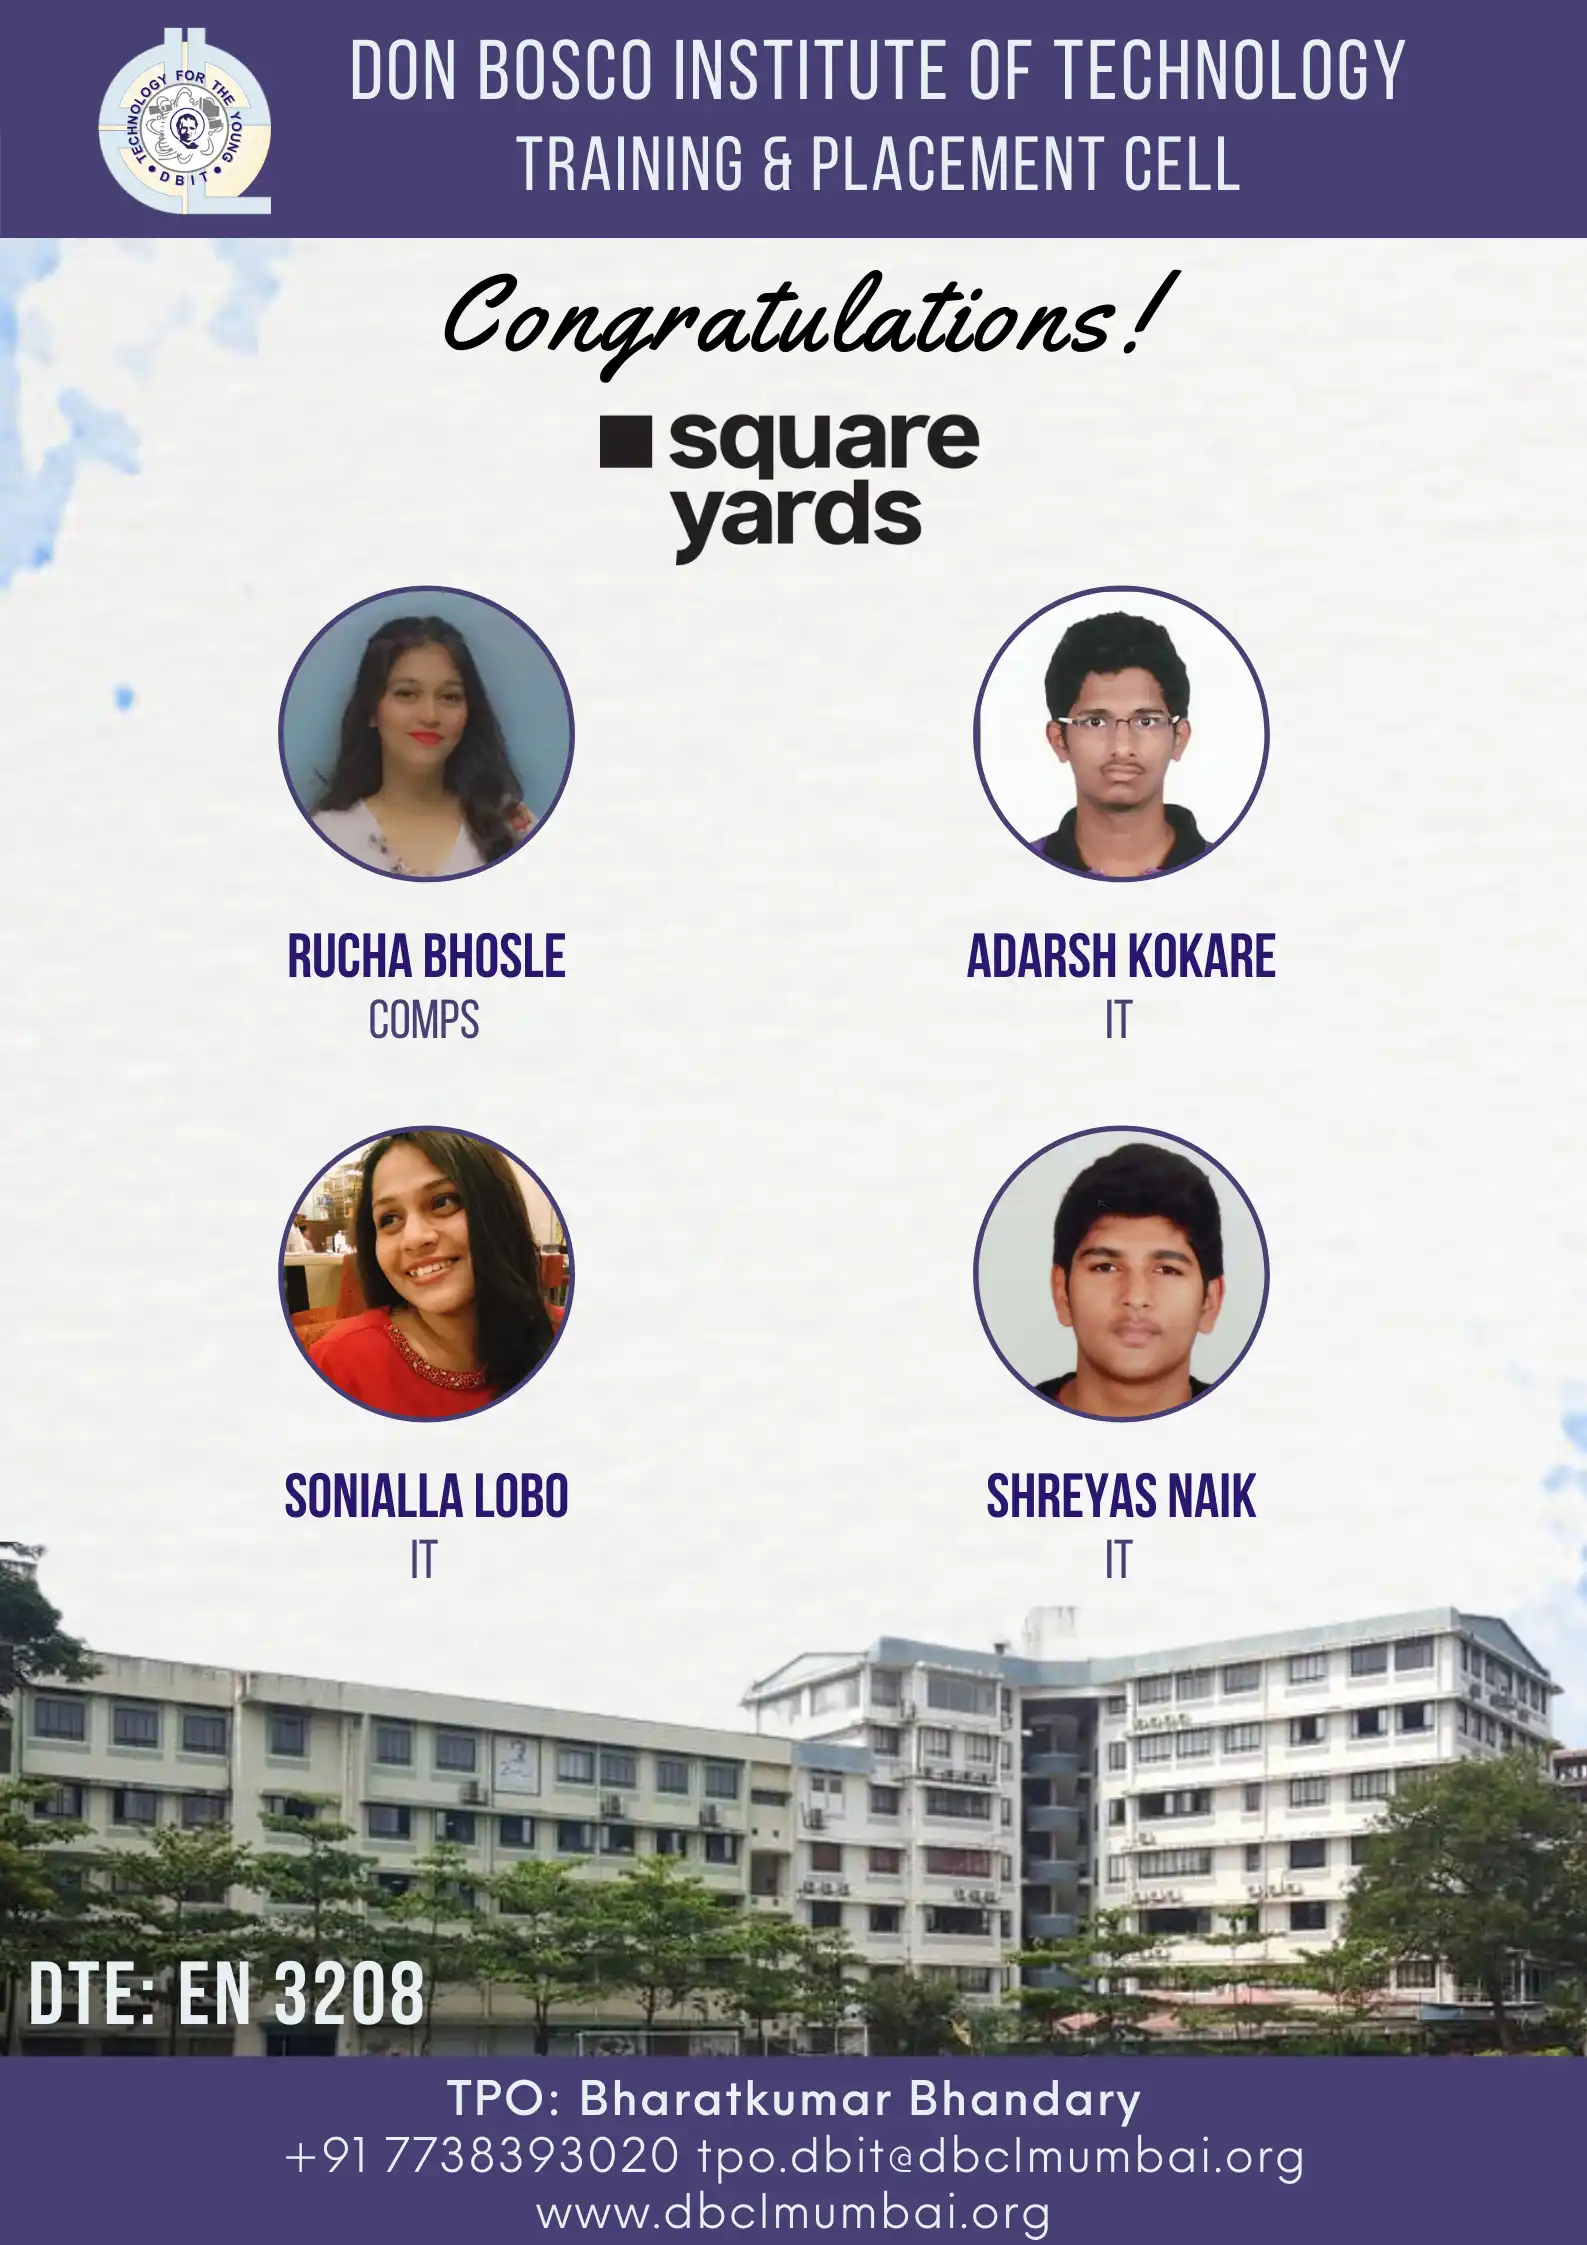 DON BOSCO INSTITUTE OF TECHNOLOGY
TRAINING & PLACEMENT CELL
TECHNOLOGY FOR THE YOUNG
DBIT
Congratulations!
square
yards
RUCHA BHOSLE
COMPS
ADARSH KOKARE
IT
SONIALLA LOBO
IT
SHREYAS NAIK
IT
DTE: EN 3208
TPO: Bharatkumar Bhandary
+91 7738393020 tpo.dbit@dbclmumbai.org
www.dbclmumbai.org